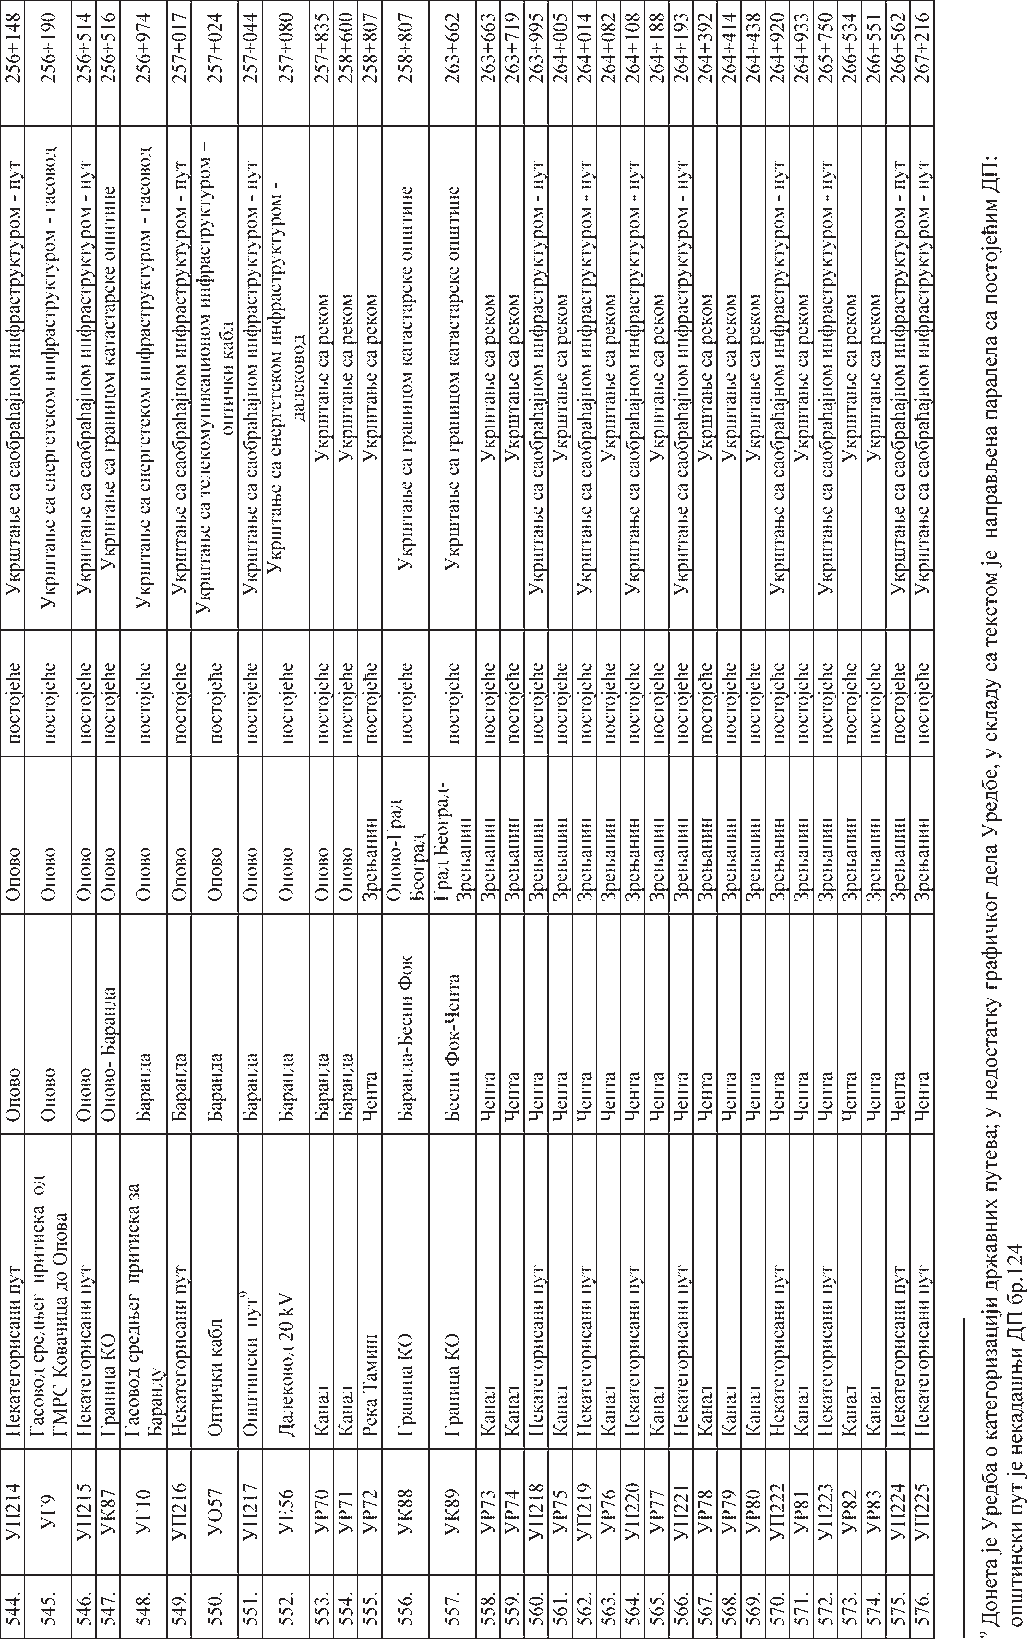 544. УП214 Некатегорисани пут Опово Опово постојеће Укрштање са саобраћајном инфраструктуром - пут 256+148
545. УГ9 Гасовод средњег притиска од ГМРС Ковачица до Опова Опово Опово постојеће Укрштање са енергетском инфраструктуром - гасовод 256+190
546. УП215 Некатегорисани пут Опово Опово постојеће Укрштање са саобраћајном инфраструктуром - пут 256+514
547. УК87 Граница КО Опово- Баранда Опово постојеће Укрштање са границом катастарске општине 256+516
548. УГ10 Гасовод средњег притиска за Баранду Баранда Опово постојеће Укрштање са енергетском инфраструктуром - гасовод 256+974
549. УП216 Некатегорисани пут Баранда Опово постојеће Укрштање са саобраћајном инфраструктуром - пут 257+017
550. УО57 Оптички кабл Баранда Опово постојеће Укрштање са телекомуникационом инфраструктуром – оптички кабл 257+024
551. УП217 Општински пут⁹ Баранда Опово постојеће Укрштање са саобраћајном инфраструктуром - пут 257+044
552. УЕ56 Далековод 20 kV Баранда Опово постојеће Укрштање са енергетском инфраструктуром - далековод 257+080
553. УР70 Канал Баранда Опово постојеће Укрштање са реком 257+835
554. УР71 Канал Баранда Опово постојеће Укрштање са реком 258+600
555. УР72 Река Тамиш Чента Зрењанин постојеће Укрштање са реком 258+807
556. УК88 Граница КО Баранда-Бесни Фок Опово-Град Београд постојеће Укрштање са границом катастарске општине 258+807
557. УК89 Граница КО Бесни Фок-Чента Град Београд-Зрењанин постојеће Укрштање са границом катастарске општине 263+662
558. УР73 Канал Чента Зрењанин постојеће Укрштање са реком 263+663
559. УР74 Канал Чента Зрењанин постојеће Укрштање са реком 263+719
560. УП218 Некатегорисани пут Чента Зрењанин постојеће Укрштање са саобраћајном инфраструктуром - пут 263+995
561. УР75 Канал Чента Зрењанин постојеће Укрштање са реком 264+005
562. УП219 Некатегорисани пут Чента Зрењанин постојеће Укрштање са саобраћајном инфраструктуром - пут 264+014
563. УР76 Канал Чента Зрењанин постојеће Укрштање са реком 264+082
564. УП220 Некатегорисани пут Чента Зрењанин постојеће Укрштање са саобраћајном инфраструктуром - пут 264+108
565. УР77 Канал Чента Зрењанин постојеће Укрштање са реком 264+188
566. УП221 Некатегорисани пут Чента Зрењанин постојеће Укрштање са саобраћајном инфраструктуром - пут 264+193
567. УР78 Канал Чента Зрењанин постојеће Укрштање са реком 264+392
568. УР79 Канал Чента Зрењанин постојеће Укрштање са реком 264+414
569. УР80 Канал Чента Зрењанин постојеће Укрштање са реком 264+438
570. УП222 Некатегорисани пут Чента Зрењанин постојеће Укрштање са саобраћајном инфраструктуром - пут 264+920
571. УР81 Канал Чента Зрењанин постојеће Укрштање са реком 264+933
572. УП223 Некатегорисани пут Чента Зрењанин постојеће Укрштање са саобраћајном инфраструктуром - пут 265+750
573. УР82 Канал Чента Зрењанин постојеће Укрштање са реком 266+534
574. УР83 Канал Чента Зрењанин постојеће Укрштање са реком 266+551
575. УП224 Некатегорисани пут Чента Зрењанин постојеће Укрштање са саобраћајном инфраструктуром - пут 266+562
576. УП225 Некатегорисани пут Чента Зрењанин постојеће Укрштање са саобраћајном инфраструктуром - пут 267+216
⁹ Донета је Уредба о категоризацији државних путева; у недостатку графичког дела Уредбе, у складу са текстом је направљена паралела са постојећим ДП:
општински пут је некадашњи ДП бр.124